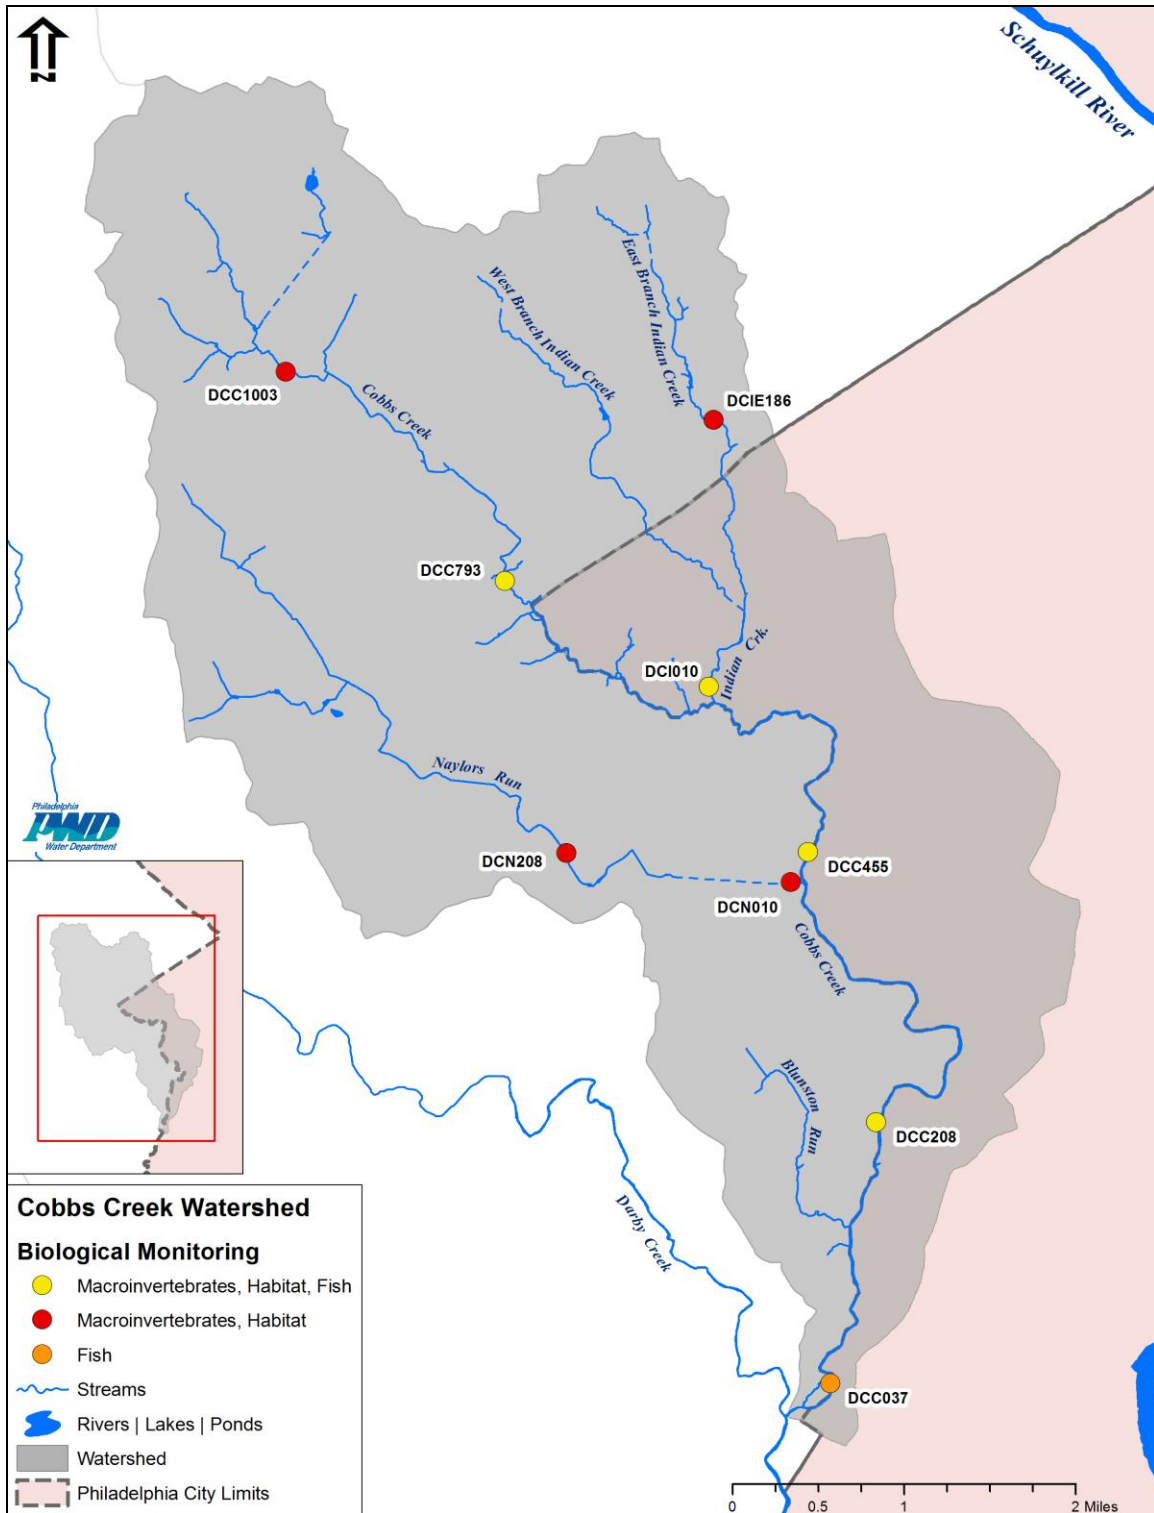 N
Schuylkill River
West Branch Indian Creek
East Branch Indian Creek
DCC1003
Cobbs Creek
DCIE186
DCC793
DCI010
Indian Crk.
Naylors Run
Philadelphia
PWD
Water Department
DCN208
DCC455
DCN010
Cobbs Creek
Blunston Run
DCC208
Darby Creek
DCC037
Cobbs Creek Watershed
Biological Monitoring
Macroinvertebrates, Habitat, Fish
Macroinvertebrates, Habitat
Fish
Streams
Rivers | Lakes | Ponds
Watershed
Philadelphia City Limits
0 0.5 1 2 Miles